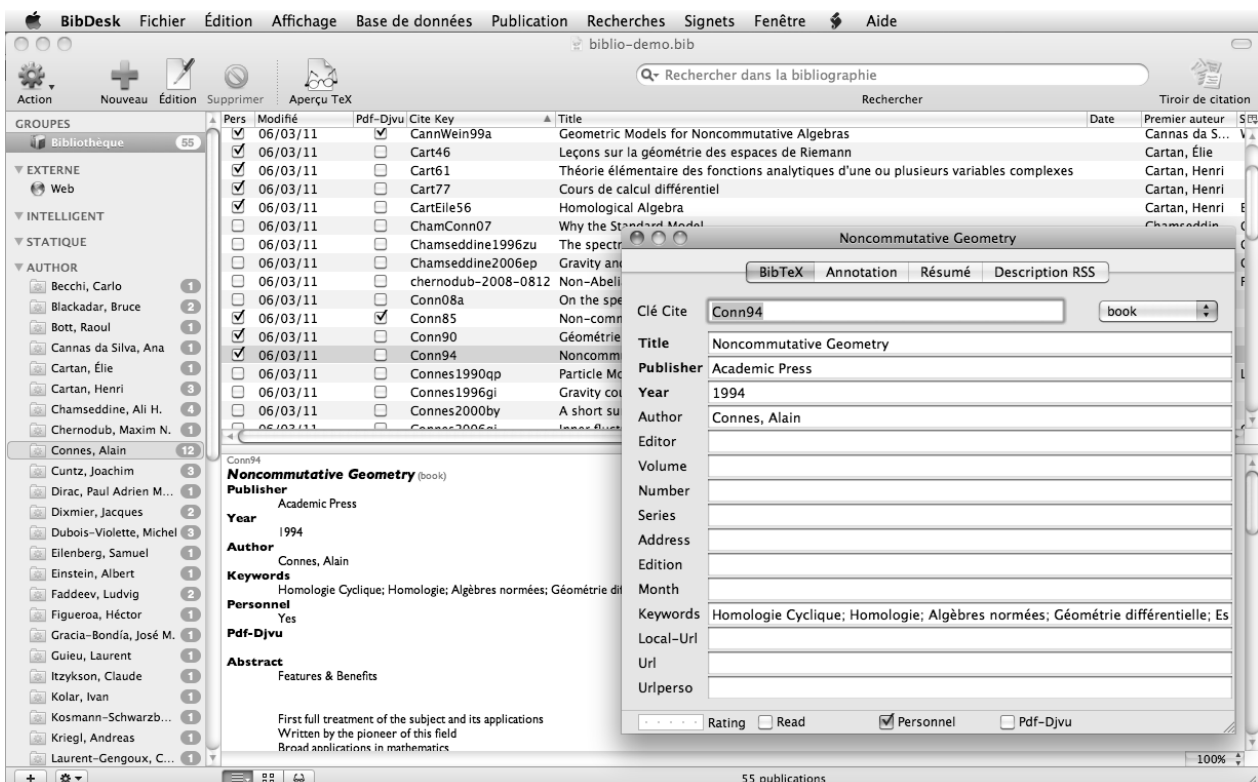 BibDesk Fichier Édition Affichage Base de données Publication Recherches Signets Fenêtre Aide
biblio-demo.bib
Rechercher dans la bibliographie
Action Nouveau Édition Supprimer Aperçu TeX Rechercher Tiroir de citation
GROUPES
Bibliothèque 55
EXTERNE
Web
INTELLIGENT
STATIQUE
AUTHOR
Becchi, Carlo 1
Blackadar, Bruce 2
Bott, Raoul 1
Cannas da Silva, Ana 1
Cartan, Élie 1
Cartan, Henri 3
Chamseddine, Ali H. 4
Chernodub, Maxim N. 1
Connes, Alain 12
Cuntz, Joachim 3
Dirac, Paul Adrien M... 1
Dixmier, Jacques 2
Dubois-Violette, Michel 3
Eilenberg, Samuel 1
Einstein, Albert 1
Faddeev, Ludvig 2
Figueroa, Héctor 1
Gracia-Bondía, José M. 1
Guieu, Laurent 1
Itzykson, Claude 1
Kolar, Ivan 1
Kosmann-Schwarzb... 1
Kriegl, Andreas 1
Laurent-Gengoux, C... 1
Pers Modifié Pdf-Djvu Cite Key Title Date Premier auteur S
06/03/11 CannWein99a Geometric Models for Noncommutative Algebras Cannas da S...
06/03/11 Cart46 Leçons sur la géométrie des espaces de Riemann Cartan, Élie
06/03/11 Cart61 Théorie élémentaire des fonctions analytiques d'une ou plusieurs variables complexes Cartan, Henri
06/03/11 Cart77 Cours de calcul différentiel Cartan, Henri
06/03/11 CartEile56 Homological Algebra Cartan, Henri
06/03/11 ChamConn07 Why the Standard Model Chamseddin
06/03/11 Chamseddine1996zu The spectr
06/03/11 Chamseddine2006ep Gravity and
06/03/11 chernodub-2008-0812 Non-Abeli
06/03/11 Conn08a On the spe
06/03/11 Conn85 Non-comm
06/03/11 Conn90 Géométrie
06/03/11 Conn94 Noncomm
06/03/11 Connes1990qp Particle Mo
06/03/11 Connes1996gi Gravity cou
06/03/11 Connes2000by A short su
06/03/11 Connes2006qj Inner fluct
Conn94
Noncommutative Geometry (book)
Publisher
Academic Press
Year
1994
Author
Connes, Alain
Keywords
Homologie Cyclique; Homologie; Algèbres normées; Géométrie dif
Personnel
Yes
Pdf-Djvu
Abstract
Features & Benefits
First full treatment of the subject and its applications
Written by the pioneer of this field
Broad applications in mathematics
Noncommutative Geometry
BibTeX Annotation Résumé Description RSS
Clé Cite Conn94 book
Title Noncommutative Geometry
Publisher Academic Press
Year 1994
Author Connes, Alain
Editor
Volume
Number
Series
Address
Edition
Month
Keywords Homologie Cyclique; Homologie; Algèbres normées; Géométrie différentielle; Es
Local-Url
Url
Urlperso
Rating Read Personnel Pdf-Djvu
100%
55 publications